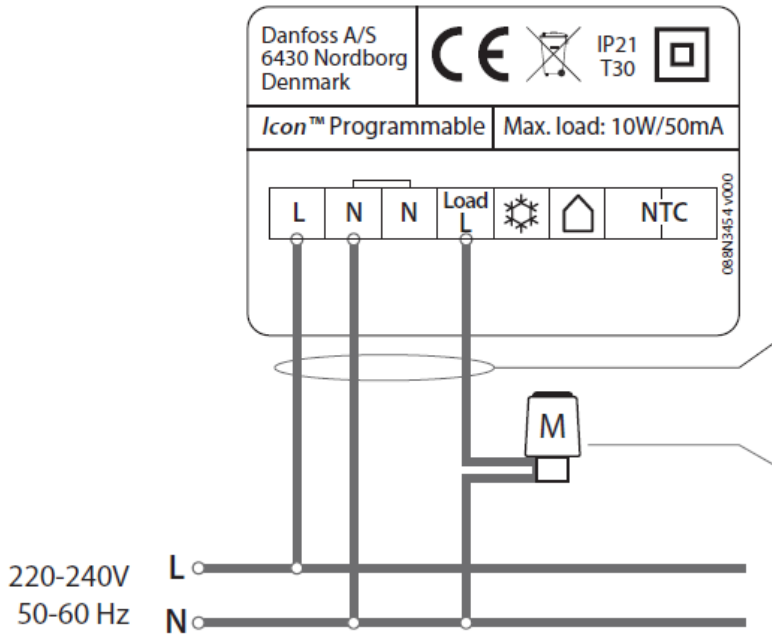 Danfoss A/S
6430 Nordborg
Denmark
CE
IP21
T30
Icon™ Programmable
Max. load: 10W/50mA
L N N Load L NTC
088N3454 v000
M
220-240V L
50-60 Hz N